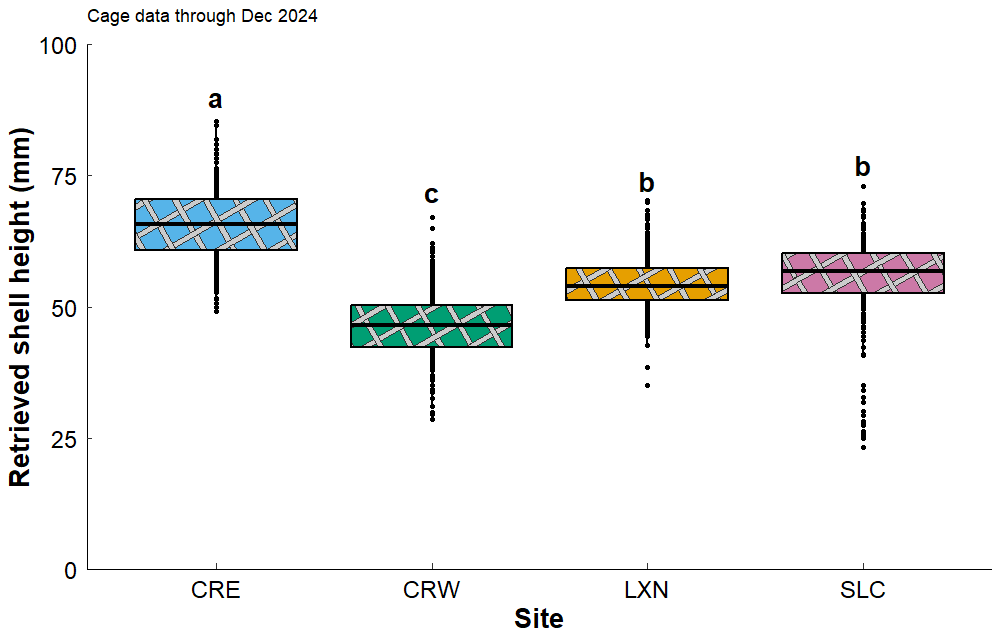 Cage data through Dec 2024
Retrieved shell height (mm)
100
75
50
25
0
a
c
b
b
CRE
CRW
LXN
SLC
Site